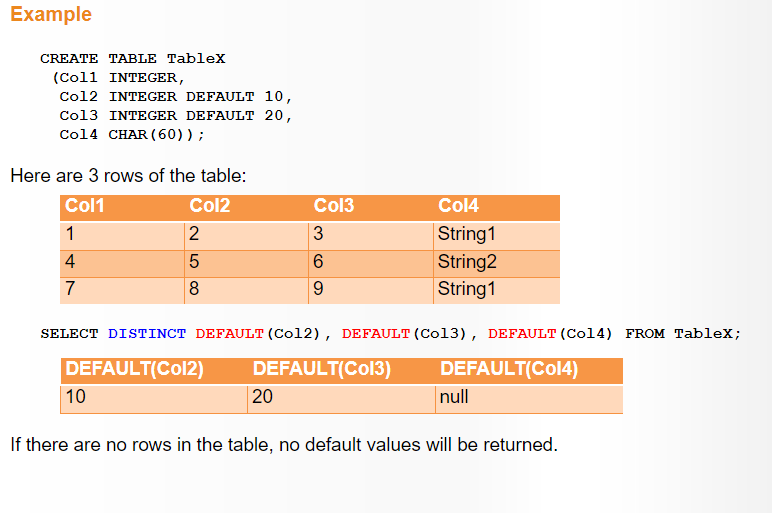 Example
CREATE TABLE TableX
(Col1 INTEGER,
Col2 INTEGER DEFAULT 10,
Col3 INTEGER DEFAULT 20,
Col4 CHAR(60));
Here are 3 rows of the table:
Col1 Col2 Col3 Col4
1 2 3 String1
4 5 6 String2
7 8 9 String1
SELECT DISTINCT DEFAULT(Col2), DEFAULT(Col3), DEFAULT(Col4) FROM TableX;
DEFAULT(Col2) DEFAULT(Col3) DEFAULT(Col4)
10 20 null
If there are no rows in the table, no default values will be returned.